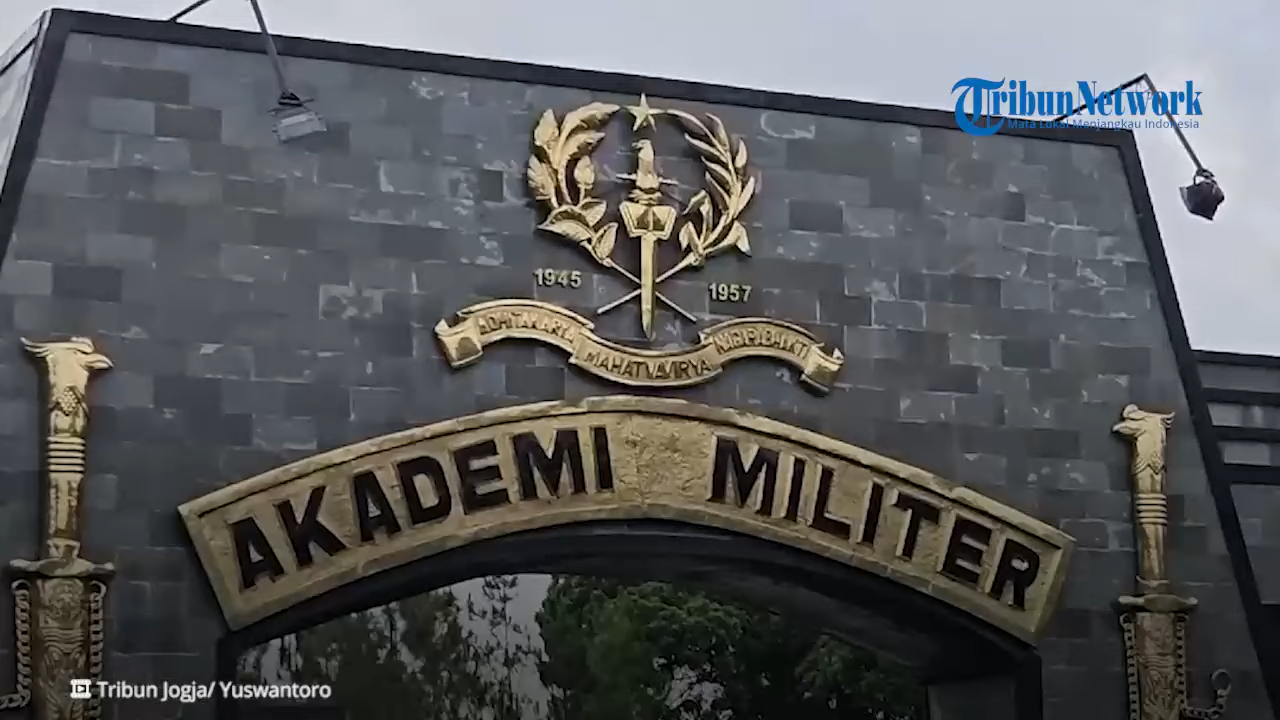 TribunNetwork
Mata Lokal Menjangkau Indonesia
1945
1957
ADHITAKARYA
MAHATVAVIRYA
NAGARABHAKTI
AKADEMI MILITER
Tribun Jogja/ Yuswantoro